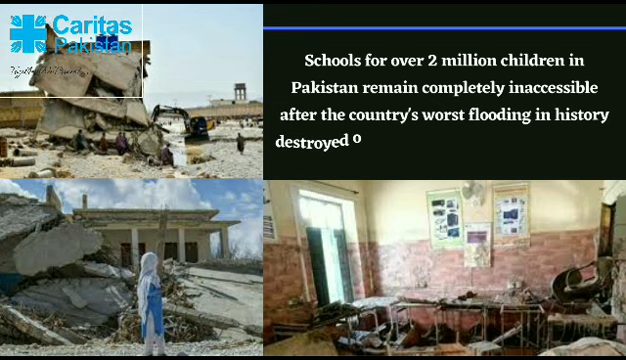 Caritas
Pakistan
Schools for over 2 million children in
Pakistan remain completely inaccessible
after the country's worst flooding in history
destroyed o